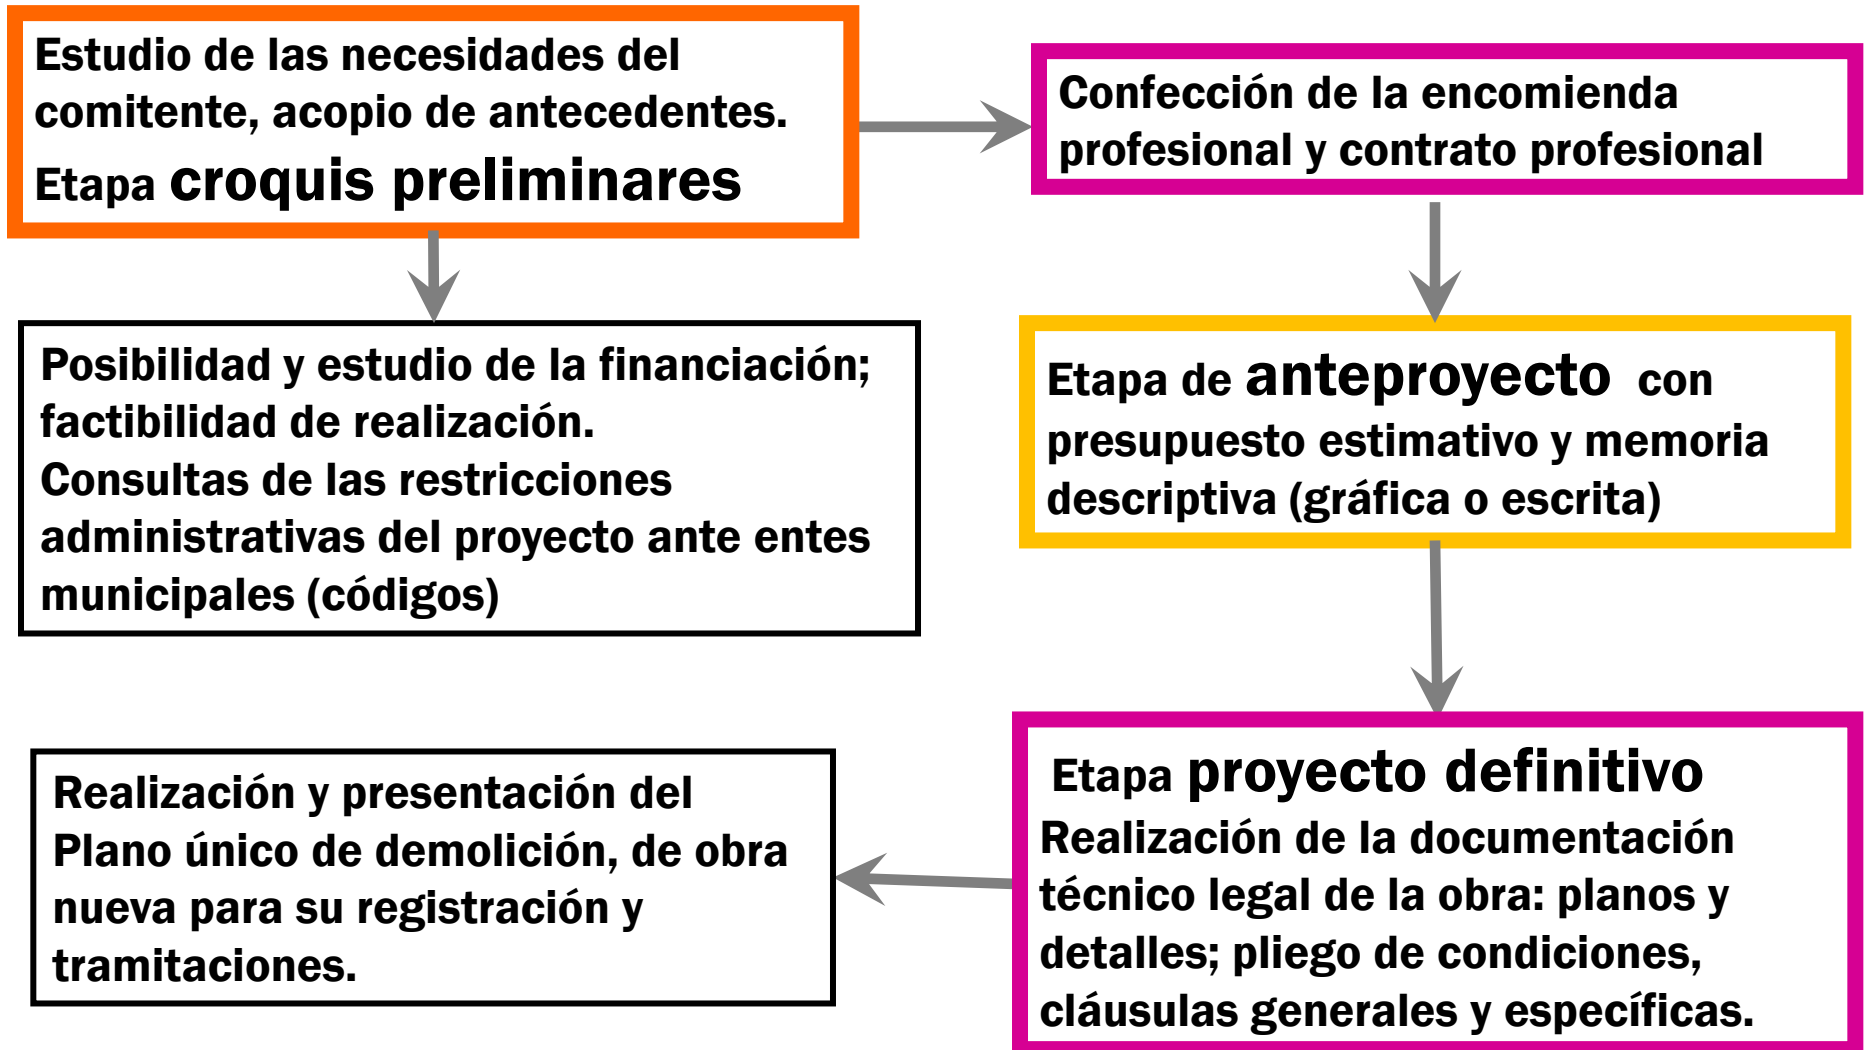 Estudio de las necesidades del
comitente, acopio de antecedentes.
Etapa croquis preliminares
Confección de la encomienda
profesional y contrato profesional
Posibilidad y estudio de la financiación;
factibilidad de realización.
Consultas de las restricciones
administrativas del proyecto ante entes
municipales (códigos)
Etapa de anteproyecto con
presupuesto estimativo y memoria
descriptiva (gráfica o escrita)
Etapa proyecto definitivo
Realización de la documentación
técnico legal de la obra: planos y
detalles; pliego de condiciones,
cláusulas generales y específicas.
Realización y presentación del
Plano único de demolición, de obra
nueva para su registración y
tramitaciones.